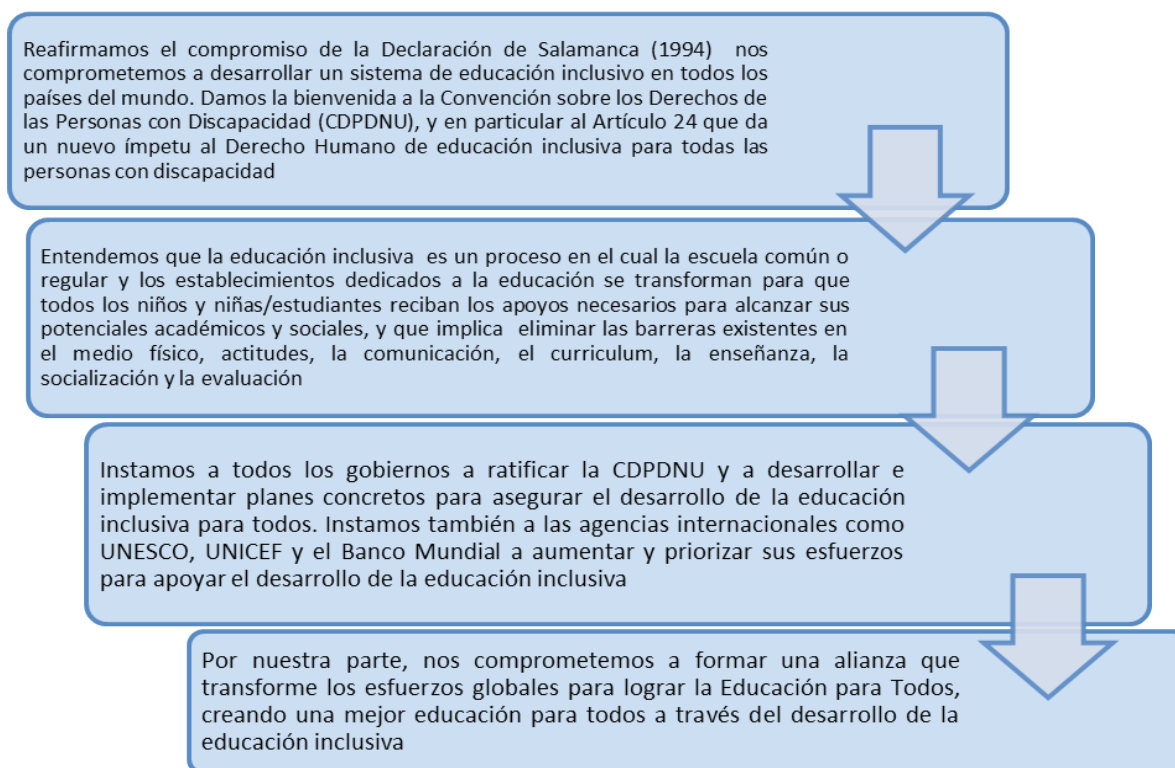 Reafirmamos el compromiso de la Declaración de Salamanca (1994) nos
comprometemos a desarrollar un sistema de educación inclusivo en todos los
países del mundo. Damos la bienvenida a la Convención sobre los Derechos de
las Personas con Discapacidad (CDPDNU), y en particular al Artículo 24 que da
un nuevo ímpetu al Derecho Humano de educación inclusiva para todas las
personas con discapacidad
Entendemos que la educación inclusiva es un proceso en el cual la escuela común o
regular y los establecimientos dedicados a la educación se transforman para que
todos los niños y niñas/estudiantes reciban los apoyos necesarios para alcanzar sus
potenciales académicos y sociales, y que implica eliminar las barreras existentes en
el medio físico, actitudes, la comunicación, el curriculum, la enseñanza, la
socialización y la evaluación
Instamos a todos los gobiernos a ratificar la CDPDNU y a desarrollar e
implementar planes concretos para asegurar el desarrollo de la educación
inclusiva para todos. Instamos también a las agencias internacionales como
UNESCO, UNICEF y el Banco Mundial a aumentar y priorizar sus esfuerzos
para apoyar el desarrollo de la educación inclusiva
Por nuestra parte, nos comprometemos a formar una alianza que
transforme los esfuerzos globales para lograr la Educación para Todos,
creando una mejor educación para todos a través del desarrollo de la
educación inclusiva